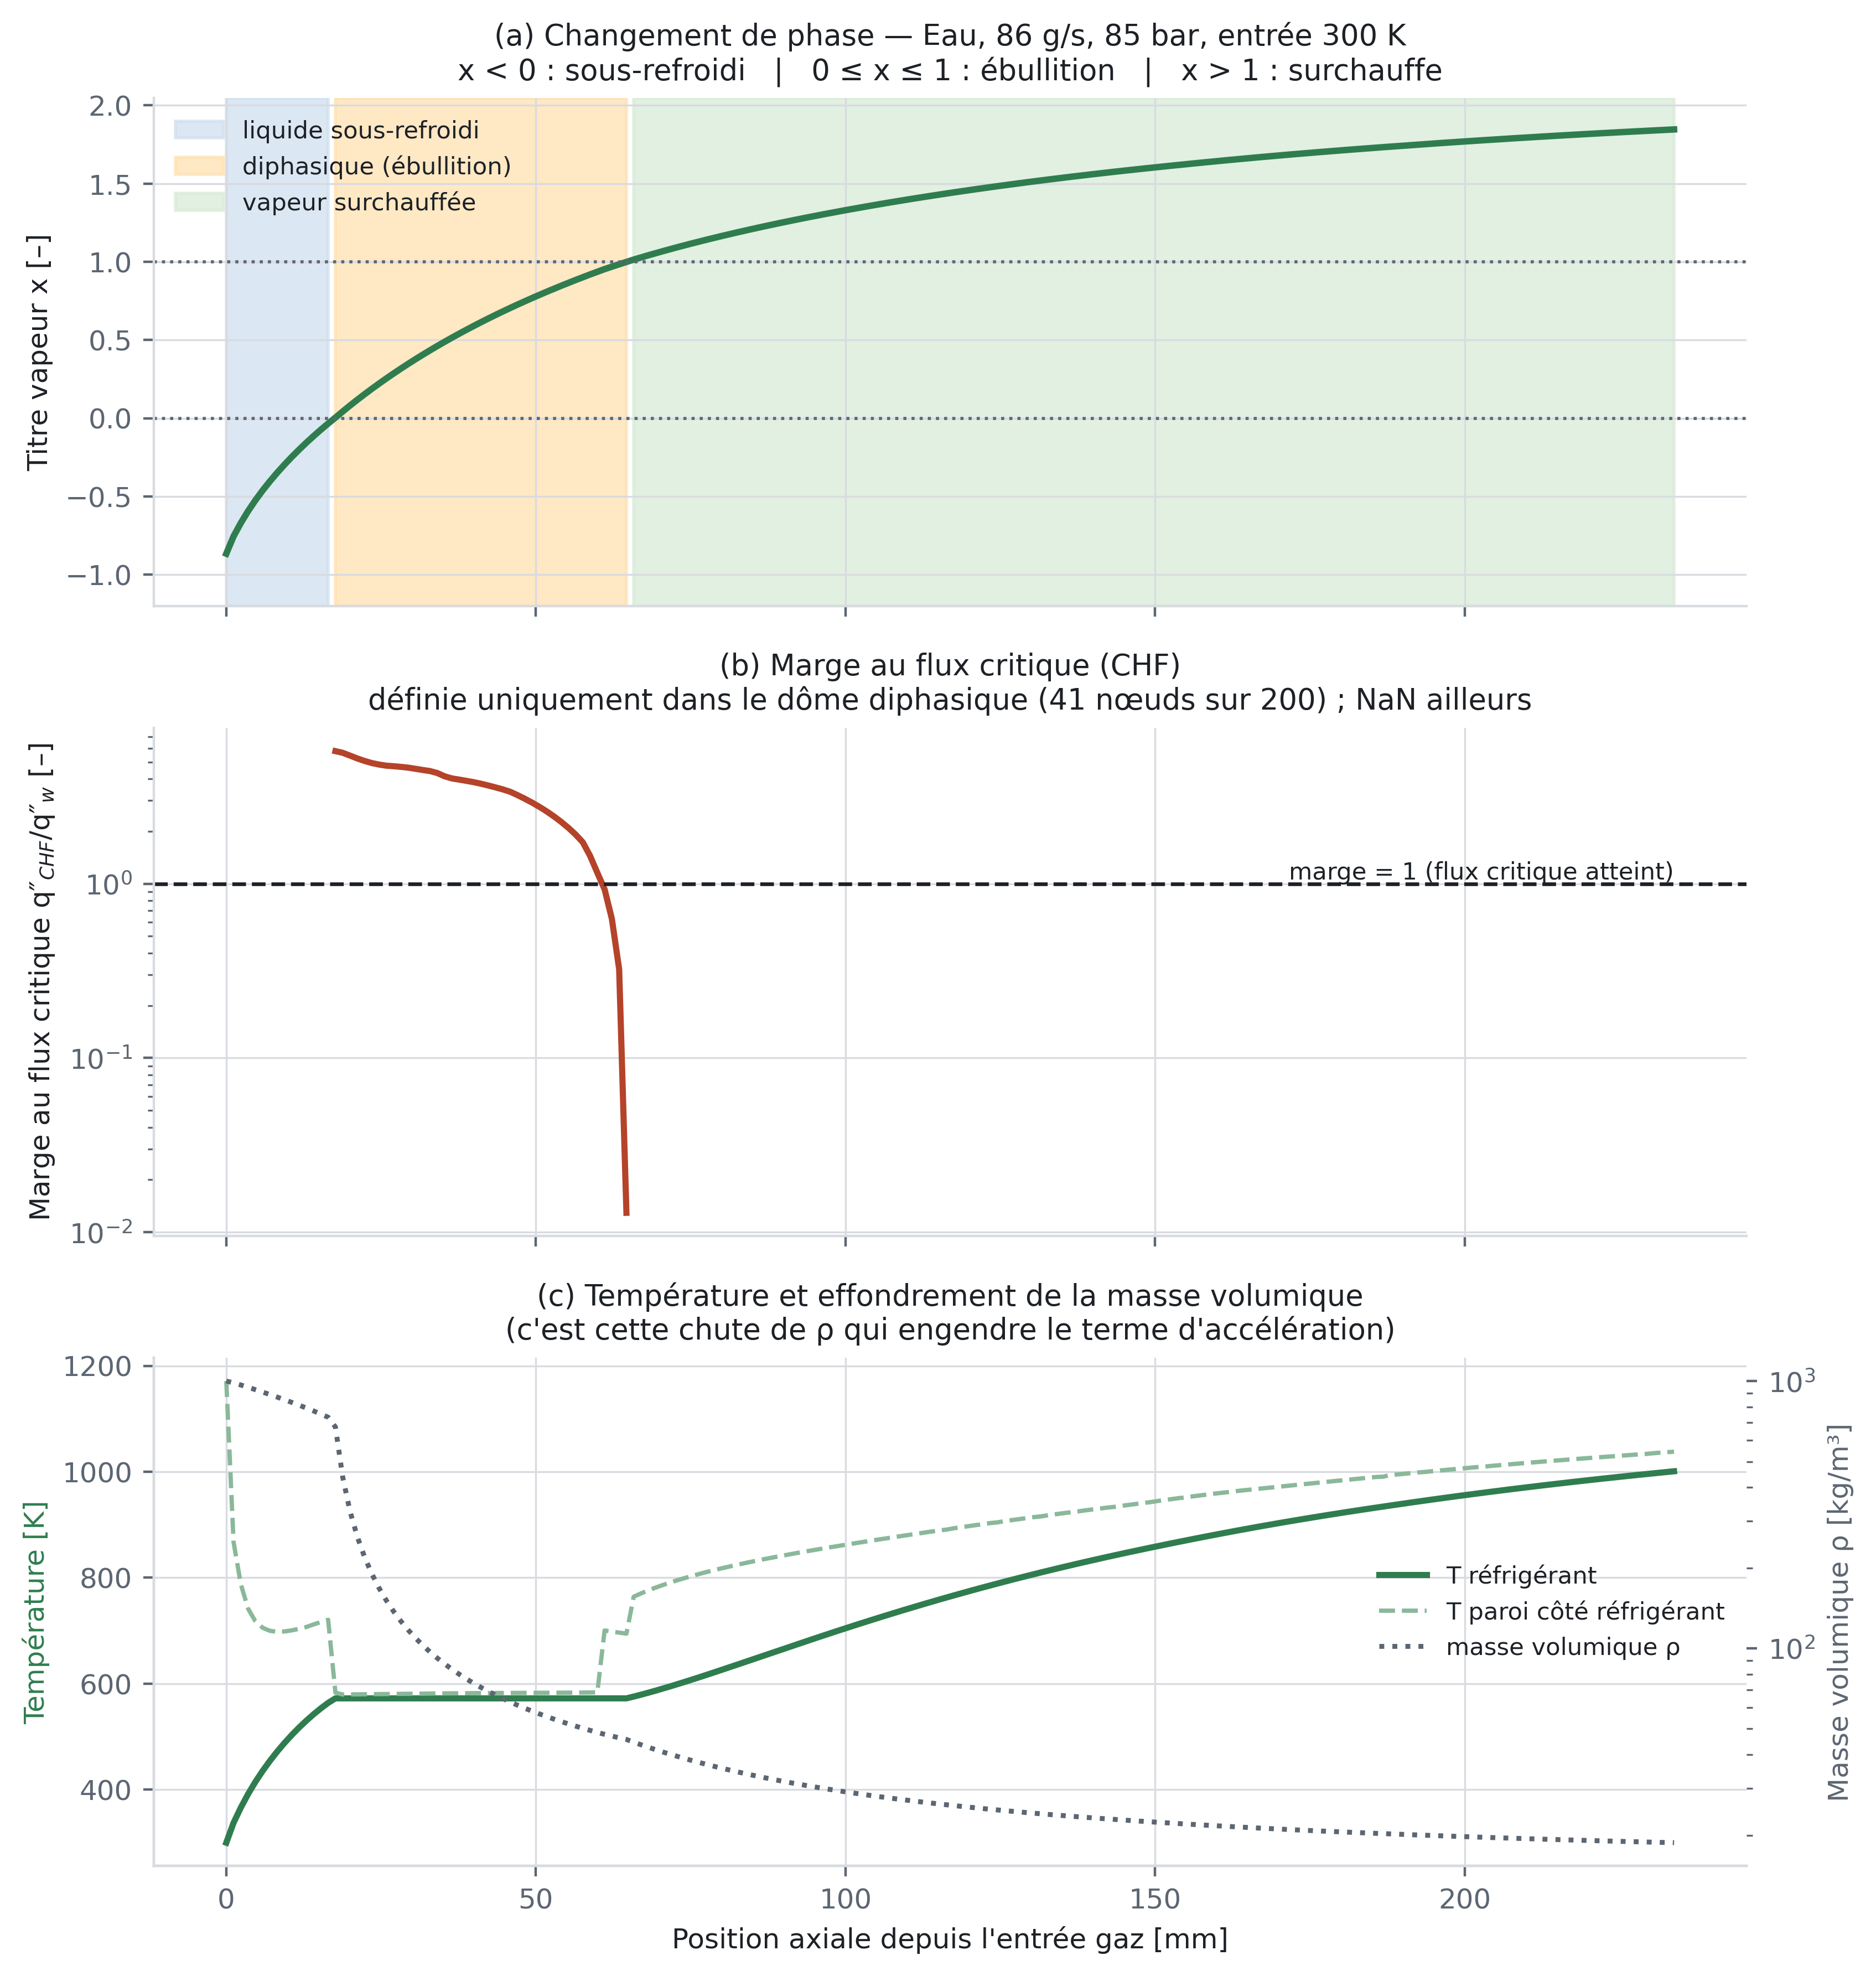 (a) Changement de phase — Eau, 86 g/s, 85 bar, entrée 300 K
x < 0 : sous-refroidi | 0 ≤ x ≤ 1 : ébullition | x > 1 : surchauffe
Titre vapeur x [–]
2.0
1.5
1.0
0.5
0.0
−0.5
−1.0
liquide sous-refroidi
diphasique (ébullition)
vapeur surchauffée
(b) Marge au flux critique (CHF)
définie uniquement dans le dôme diphasique (41 nœuds sur 200) ; NaN ailleurs
Marge au flux critique q″CHF/q″w [–]
10⁰
10⁻¹
10⁻²
marge = 1 (flux critique atteint)
(c) Température et effondrement de la masse volumique
(c'est cette chute de ρ qui engendre le terme d'accélération)
Température [K]
1200
1000
800
600
400
T réfrigérant
T paroi côté réfrigérant
masse volumique ρ
10³
10²
Masse volumique ρ [kg/m³]
0 50 100 150 200
Position axiale depuis l'entrée gaz [mm]